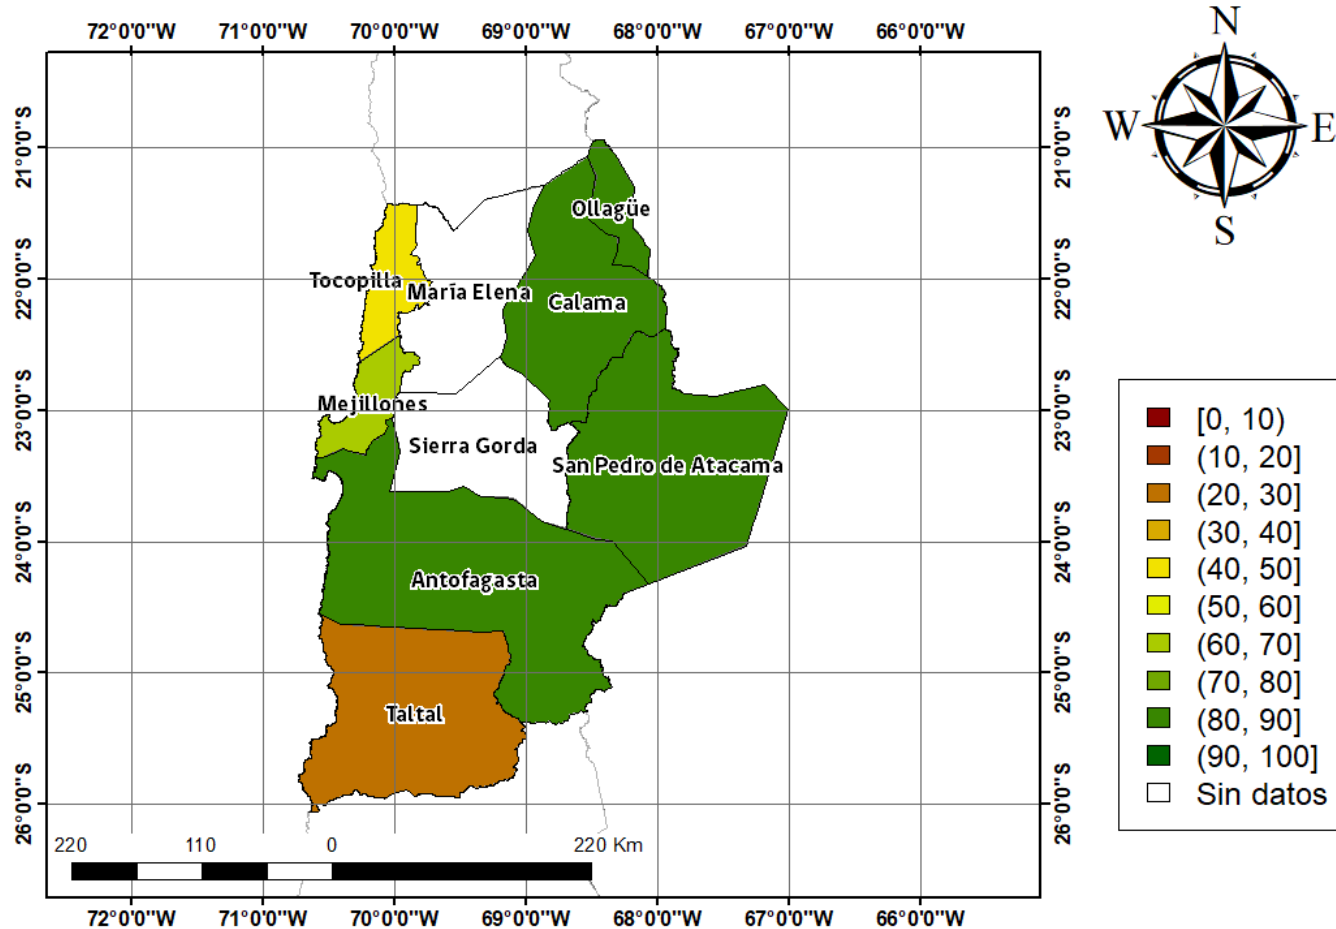 72°0'0"W 71°0'0"W 70°0'0"W 69°0'0"W 68°0'0"W 67°0'0"W 66°0'0"W
N
W E
S
21°0'0"S 21°0'0"S
22°0'0"S 22°0'0"S
23°0'0"S 23°0'0"S
24°0'0"S 24°0'0"S
25°0'0"S 25°0'0"S
26°0'0"S 26°0'0"S
Ollagüe
Tocopilla
María Elena
Calama
Mejillones
Sierra Gorda
San Pedro de Atacama
Antofagasta
Taltal
[0, 10)
(10, 20]
(20, 30]
(30, 40]
(40, 50]
(50, 60]
(60, 70]
(70, 80]
(80, 90]
(90, 100]
Sin datos
220 110 0 220 Km
72°0'0"W 71°0'0"W 70°0'0"W 69°0'0"W 68°0'0"W 67°0'0"W 66°0'0"W